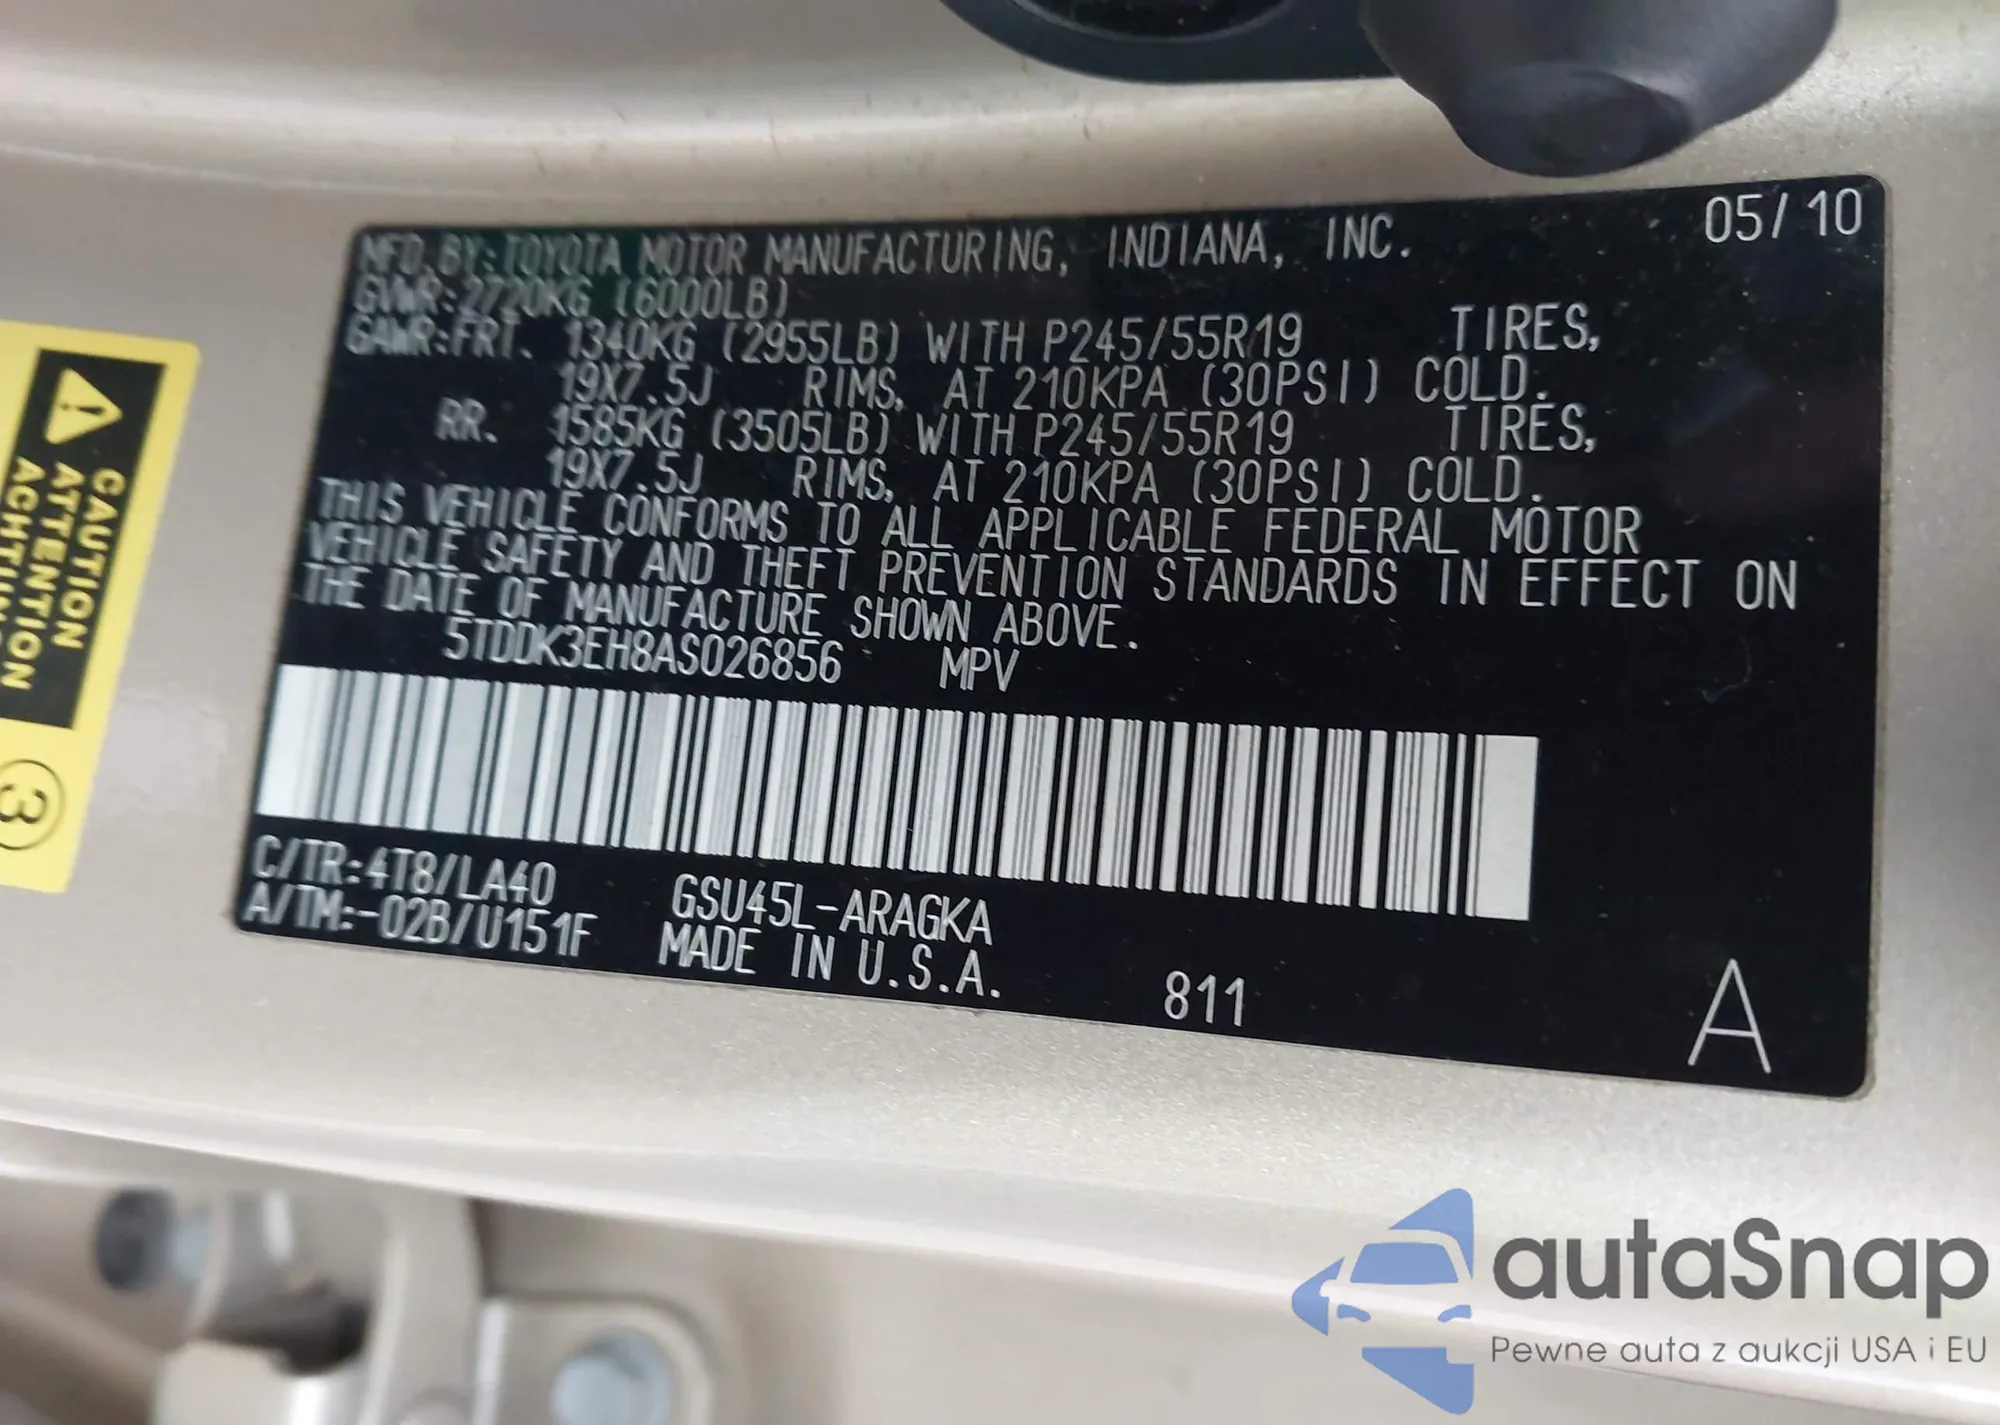 MFD.BY:TOYOTA MOTOR MANUFACTURING, INDIANA, INC. 05/10
GVWR:2720KG (6000LB)
GAWR:FRT. 1340KG (2955LB) WITH P245/55R19 TIRES,
19X7.5J RIMS, AT 210KPA (30PSI) COLD.
RR. 1585KG (3505LB) WITH P245/55R19 TIRES,
19X7.5J RIMS, AT 210KPA (30PSI) COLD.
THIS VEHICLE CONFORMS TO ALL APPLICABLE FEDERAL MOTOR
VEHICLE SAFETY AND THEFT PREVENTION STANDARDS IN EFFECT ON
THE DATE OF MANUFACTURE SHOWN ABOVE.
5TDDK3EH8AS026856 MPV
C/TR:4T8/LA40 GSU45L-ARAGKA
A/TM:-02B/U151F MADE IN U.S.A. 811 A
CAUTION
ATTENTION
3
autaSnap
Pewne auta z aukcji USA i EU